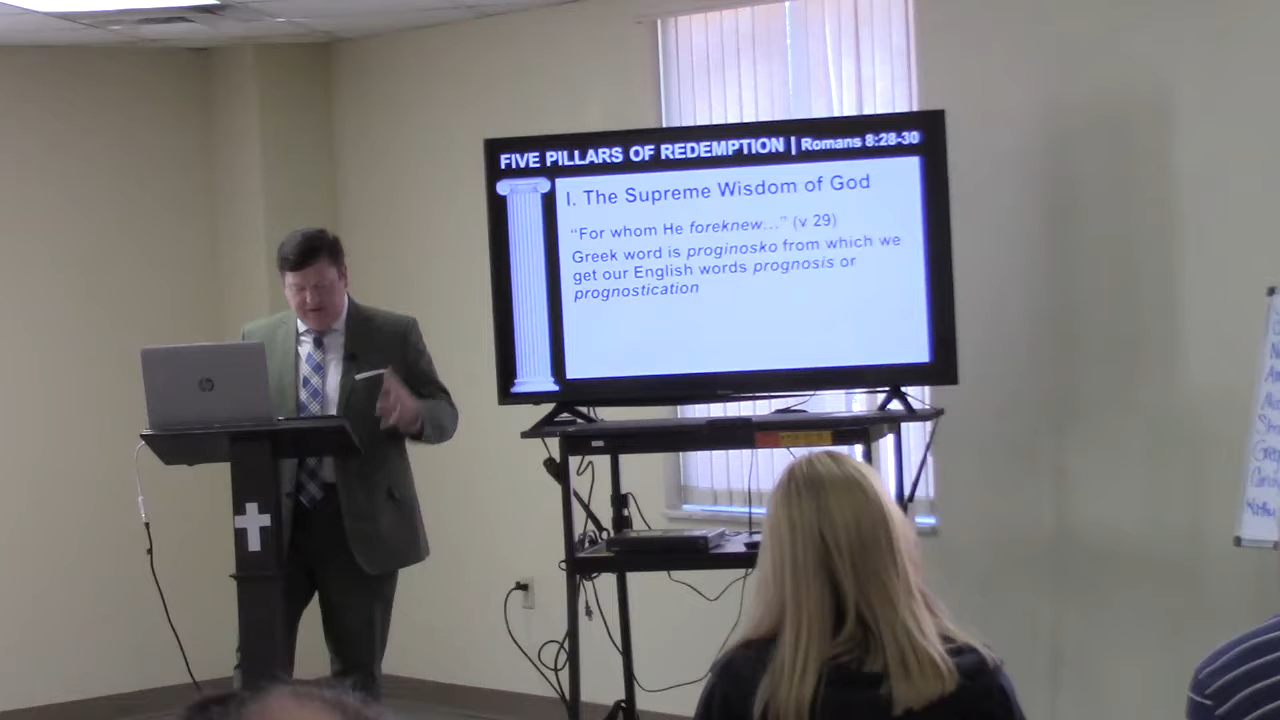 FIVE PILLARS OF REDEMPTION | Romans 8:28-30
I. The Supreme Wisdom of God
“For whom He foreknew…” (v 29)
Greek word is proginosko from which we
get our English words prognosis or
prognostication
hp